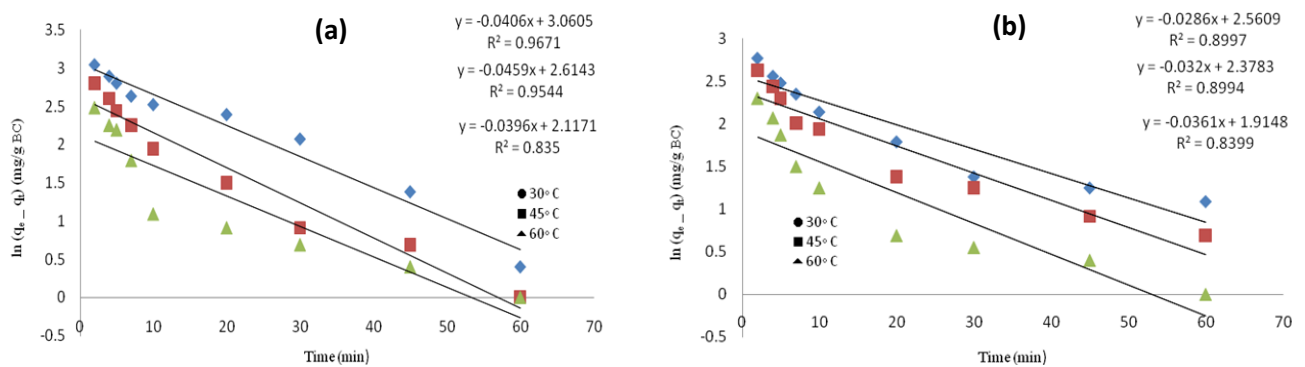 (a)
y = -0.0406x + 3.0605
R² = 0.9671
y = -0.0459x + 2.6143
R² = 0.9544
y = -0.0396x + 2.1171
R² = 0.835
3.5
3
2.5
2
1.5
1
0.5
0
-0.5
ln (qₑ _ qₜ) (mg/g BC)
30◦ C
45◦ C
60◦ C
0 10 20 30 40 50 60 70
Time (min)
(b)
y = -0.0286x + 2.5609
R² = 0.8997
y = -0.032x + 2.3783
R² = 0.8994
y = -0.0361x + 1.9148
R² = 0.8399
3
2.5
2
1.5
1
0.5
0
-0.5
ln (qₑ _ qₜ) (mg/g BC)
30◦ C
45◦ C
60◦ C
0 10 20 30 40 50 60 70
Time (min)